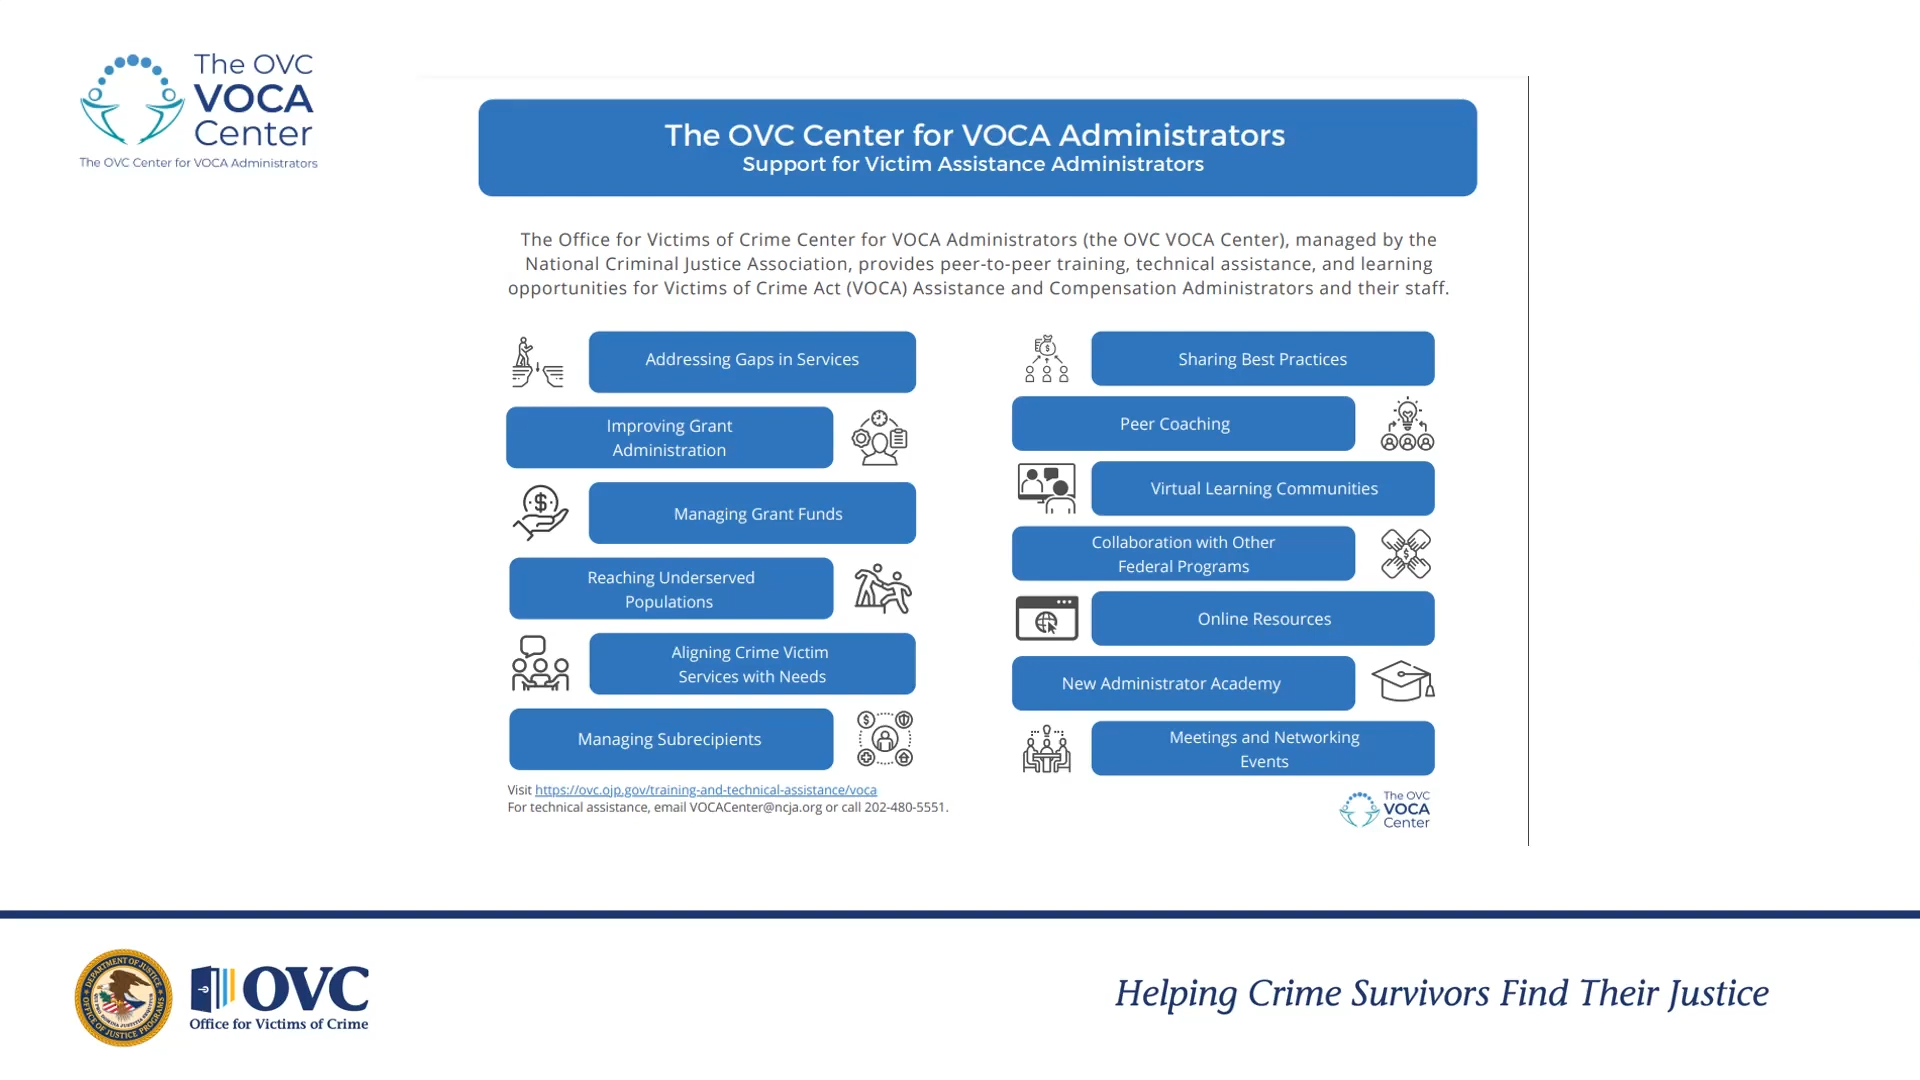 The OVC
VOCA
Center
The OVC Center for VOCA Administrators
The OVC Center for VOCA Administrators
Support for Victim Assistance Administrators
The Office for Victims of Crime Center for VOCA Administrators (the OVC VOCA Center), managed by the
National Criminal Justice Association, provides peer-to-peer training, technical assistance, and learning
opportunities for Victims of Crime Act (VOCA) Assistance and Compensation Administrators and their staff.
Addressing Gaps in Services
Improving Grant
Administration
Managing Grant Funds
Reaching Underserved
Populations
Aligning Crime Victim
Services with Needs
Managing Subrecipients
Sharing Best Practices
Peer Coaching
Virtual Learning Communities
Collaboration with Other
Federal Programs
Online Resources
New Administrator Academy
Meetings and Networking
Events
Visit https://ovc.ojp.gov/training-and-technical-assistance/voca
For technical assistance, email VOCACenter@ncja.org or call 202-480-5551.
The OVC
VOCA
Center
DEPARTMENT OF JUSTICE
OFFICE OF JUSTICE PROGRAMS
OVC
Office for Victims of Crime
Helping Crime Survivors Find Their Justice